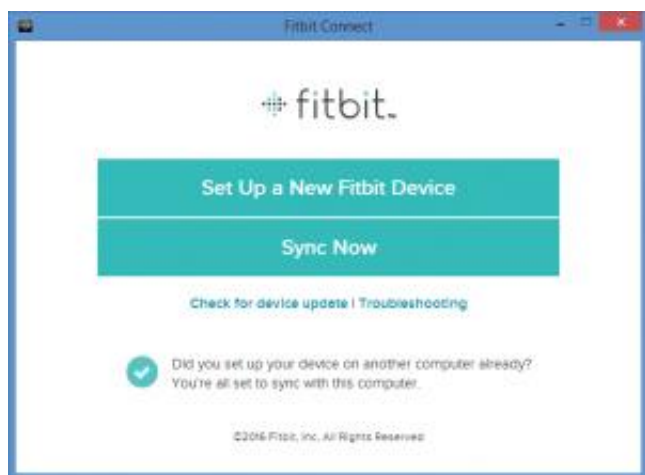 Fitbit Connect
fitbit™
Set Up a New Fitbit Device
Sync Now
Check for device update | Troubleshooting
Did you set up your device on another computer already?
You're all set to sync with this computer.
©2016 Fitbit, Inc. All Rights Reserved